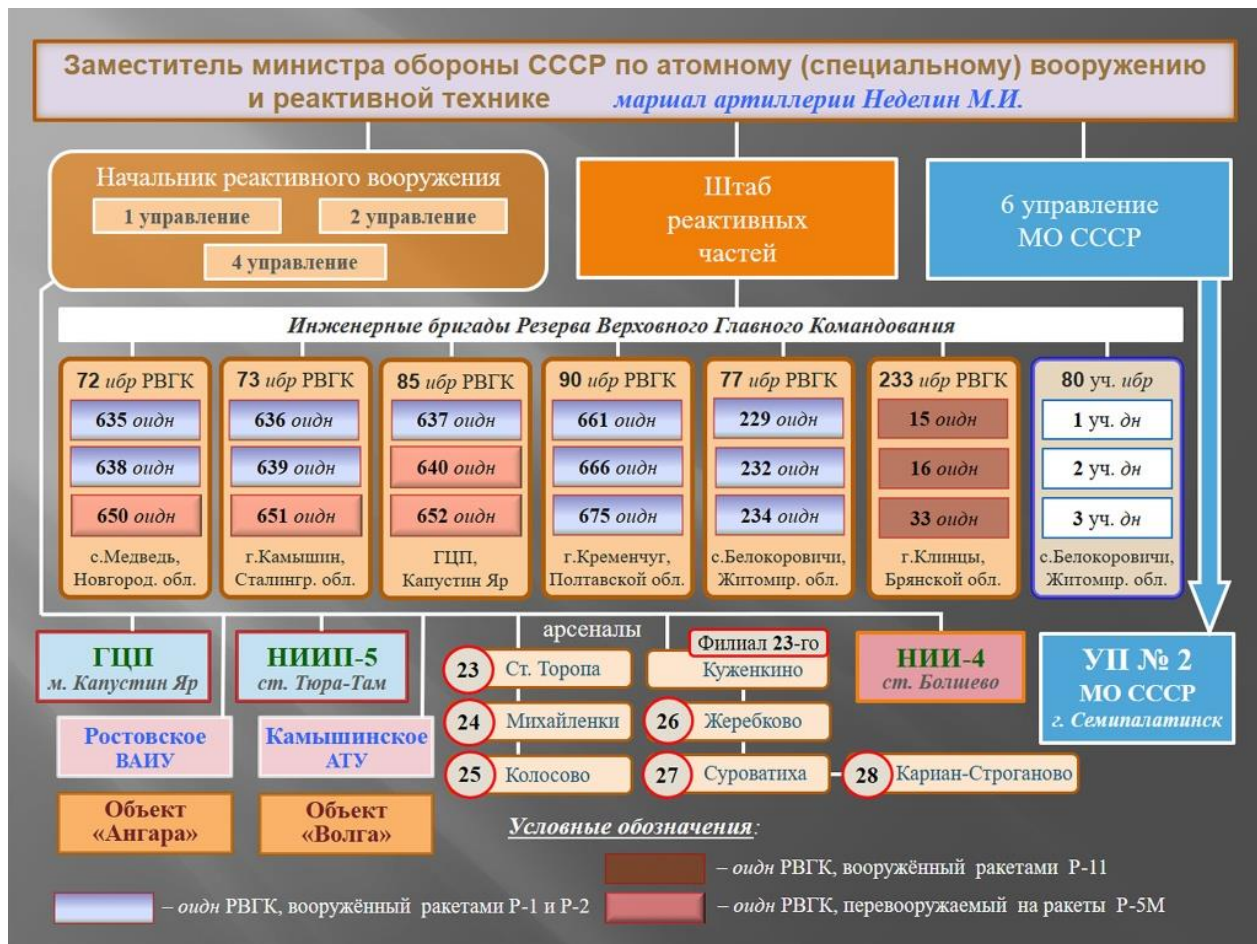 Заместитель министра обороны СССР по атомному (специальному) вооружению
и реактивной технике маршал артиллерии Неделин М.И.
Начальник реактивного вооружения
1 управление
2 управление
4 управление
Штаб
реактивных
частей
6 управление
МО СССР
Инженерные бригады Резерва Верховного Главного Командования
72 ибр РВГК
635 оидн
638 оидн
650 оидн
с.Медведь,
Новгород. обл.
73 ибр РВГК
636 оидн
639 оидн
651 оидн
г.Камышин,
Сталингр. обл.
85 ибр РВГК
637 оидн
640 оидн
652 оидн
ГЦП,
Капустин Яр
90 ибр РВГК
661 оидн
666 оидн
675 оидн
г.Кременчуг,
Полтавской обл.
77 ибр РВГК
229 оидн
232 оидн
234 оидн
с.Белокоровичи,
Житомир. обл.
233 ибр РВГК
15 оидн
16 оидн
33 оидн
г.Клинцы,
Брянской обл.
80 уч. ибр
1 уч. дн
2 уч. дн
3 уч. дн
с.Белокоровичи,
Житомир. обл.
ГЦП
м. Капустин Яр
НИИП-5
ст. Тюра-Там
Ростовское
ВАИУ
Камышинское
АТУ
Объект
«Ангара»
Объект
«Волга»
арсеналы
23 Ст. Торопа
24 Михайленки
25 Колосово
Филиал 23-го
Куженкино
26 Жеребково
27 Суроватиха
28 Кариан-Строганово
НИИ-4
ст. Болшево
УП № 2
МО СССР
г. Семипалатинск
Условные обозначения:
– оидн РВГК, вооружённый ракетами Р-11
– оидн РВГК, вооружённый ракетами Р-1 и Р-2
– оидн РВГК, перевооружаемый на ракеты Р-5М